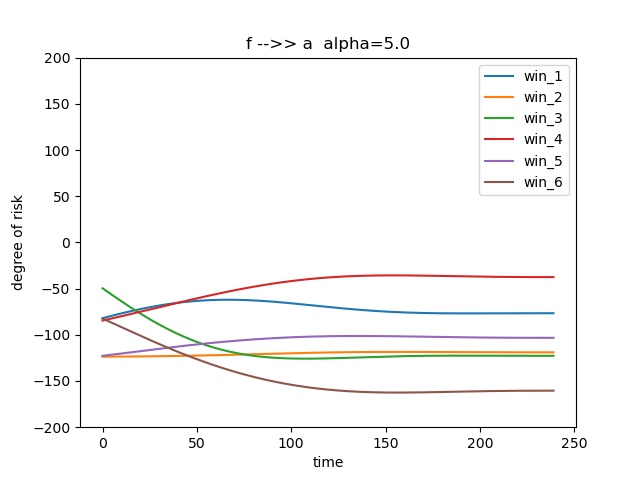 f -->> a  alpha=5.0
degree of risk
200
150
100
50
0
−50
−100
−150
−200
win_1
win_2
win_3
win_4
win_5
win_6
0 50 100 150 200 250
time